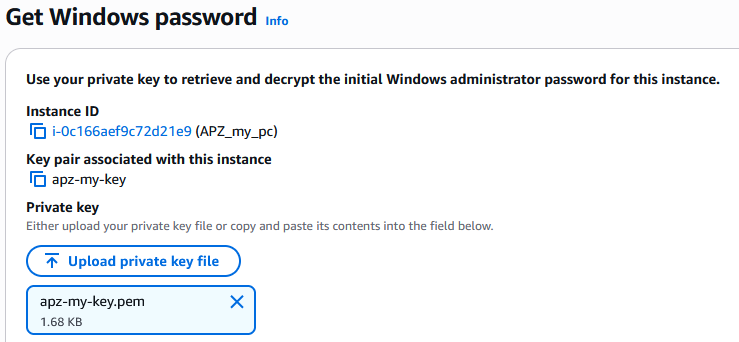 Get Windows password Info
Use your private key to retrieve and decrypt the initial Windows administrator password for this instance.
Instance ID
i-0c166aef9c72d21e9 (APZ_my_pc)
Key pair associated with this instance
apz-my-key
Private key
Either upload your private key file or copy and paste its contents into the field below.
Upload private key file
apz-my-key.pem
1.68 KB